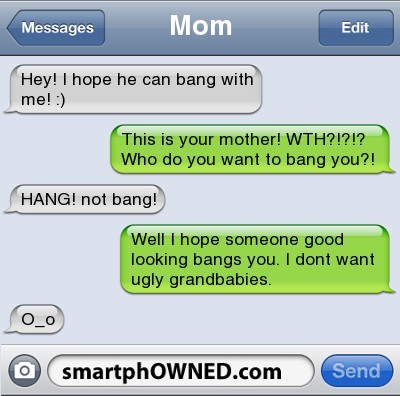 Messages
Mom
Edit
Hey! I hope he can bang with
me! :)
This is your mother! WTH?!?!?
Who do you want to bang you?!
HANG! not bang!
Well I hope someone good
looking bangs you. I dont want
ugly grandbabies.
O_o
smartphOWNED.com
Send